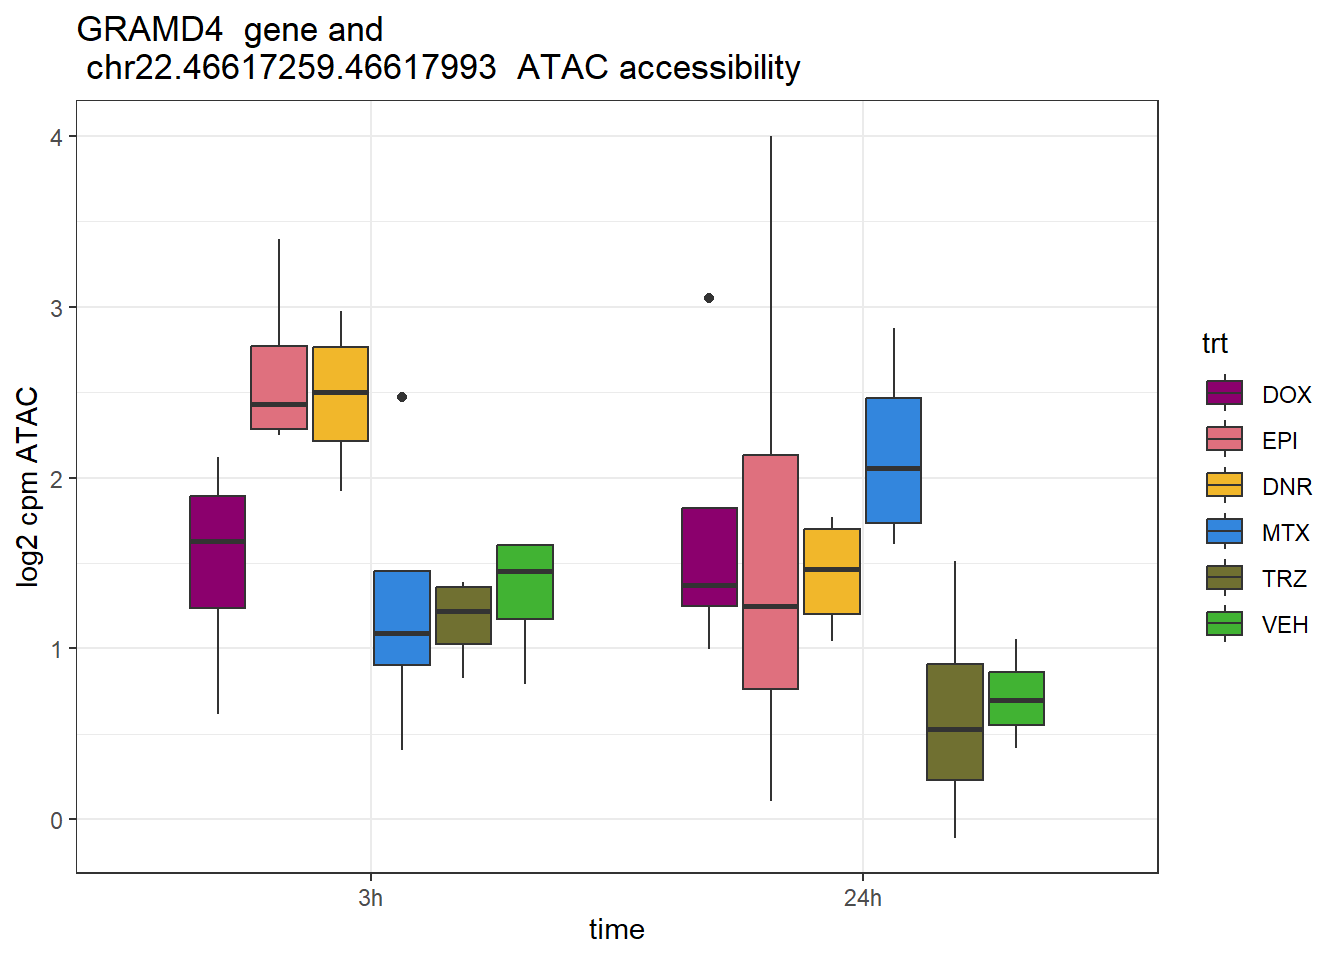 GRAMD4  gene and
chr22.46617259.46617993  ATAC accessibility
4
3
2
1
0
log2 cpm ATAC
3h
24h
time
trt
DOX
EPI
DNR
MTX
TRZ
VEH